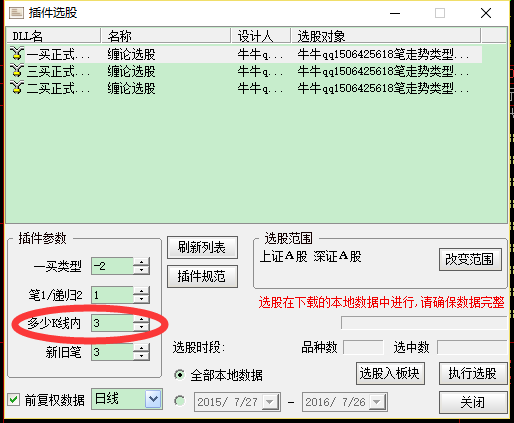 插件选股
DLL名 名称 设计人 选股对象
一买正式... 缠论选股 牛牛q... 牛牛qq1506425618笔走势类型...
三买正式... 缠论选股 牛牛q... 牛牛qq1506425618笔走势类型...
二买正式... 缠论选股 牛牛q... 牛牛qq1506425618笔走势类型...
插件参数
一买类型 -2
笔1/递归2 1
多少K线内 3
新旧笔 3
刷新列表
插件规范
选股范围
上证A股 深证A股
改变范围
选股在下载的本地数据中进行,请确保数据完整
选股时段:
品种数
选中数
全部本地数据
选股入板块
执行选股
前复权数据 日线
2015/ 7/27 - 2016/ 7/26
关闭